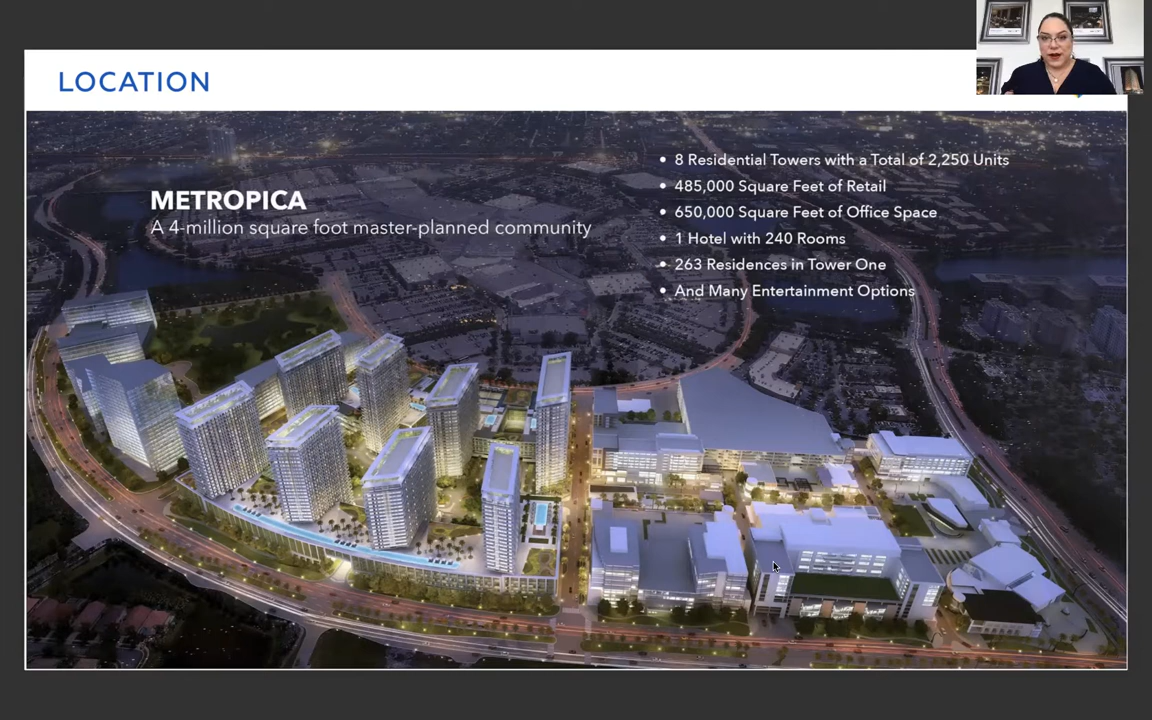 LOCATION
METROPICA
A 4-million square foot master-planned community
• 8 Residential Towers with a Total of 2,250 Units
• 485,000 Square Feet of Retail
• 650,000 Square Feet of Office Space
• 1 Hotel with 240 Rooms
• 263 Residences in Tower One
• And Many Entertainment Options